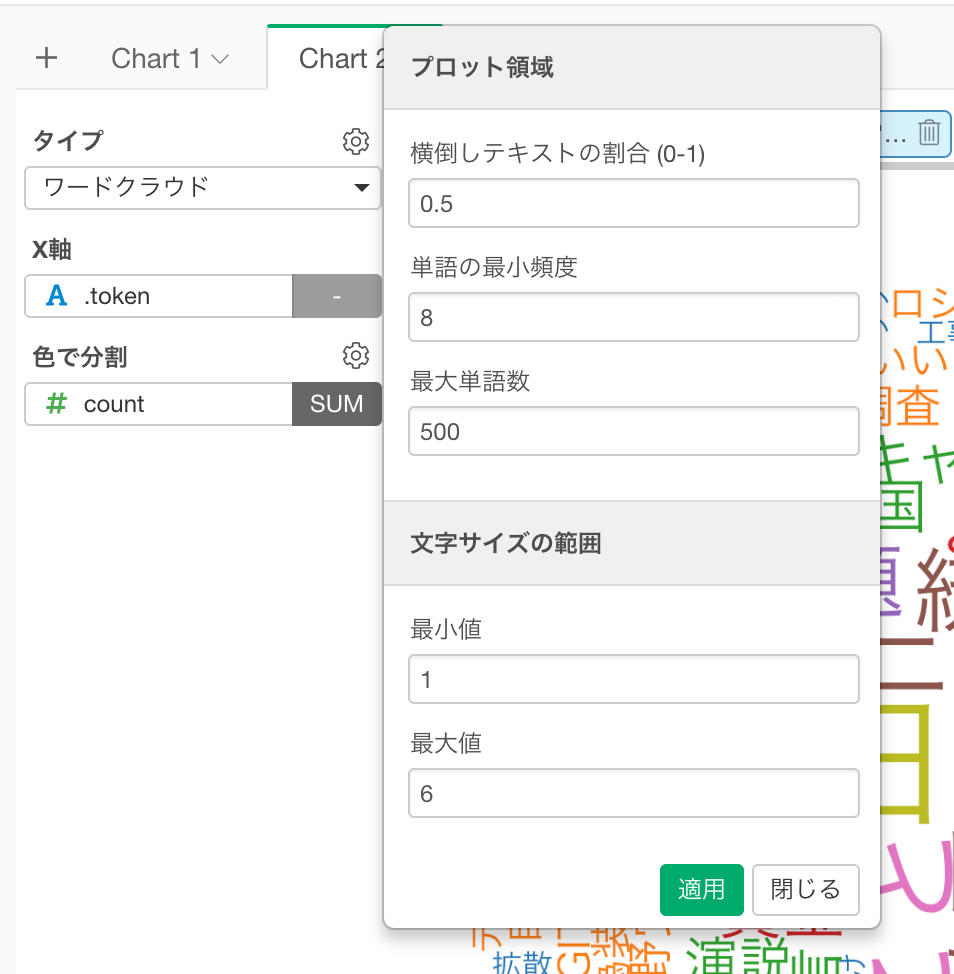 + Chart 1 Chart 2
プロット領域
タイプ
...
横倒しテキストの割合 (0-1)
ワードクラウド
0.5
X軸
単語の最小頻度
A .token -
8
色で分割
最大単語数
# count SUM
500
ロシ
工事
いい
調査
キャ
国
題
文字サイズの範囲
最小値
1
最大値
日
6
適用 閉じる
拡散
演説